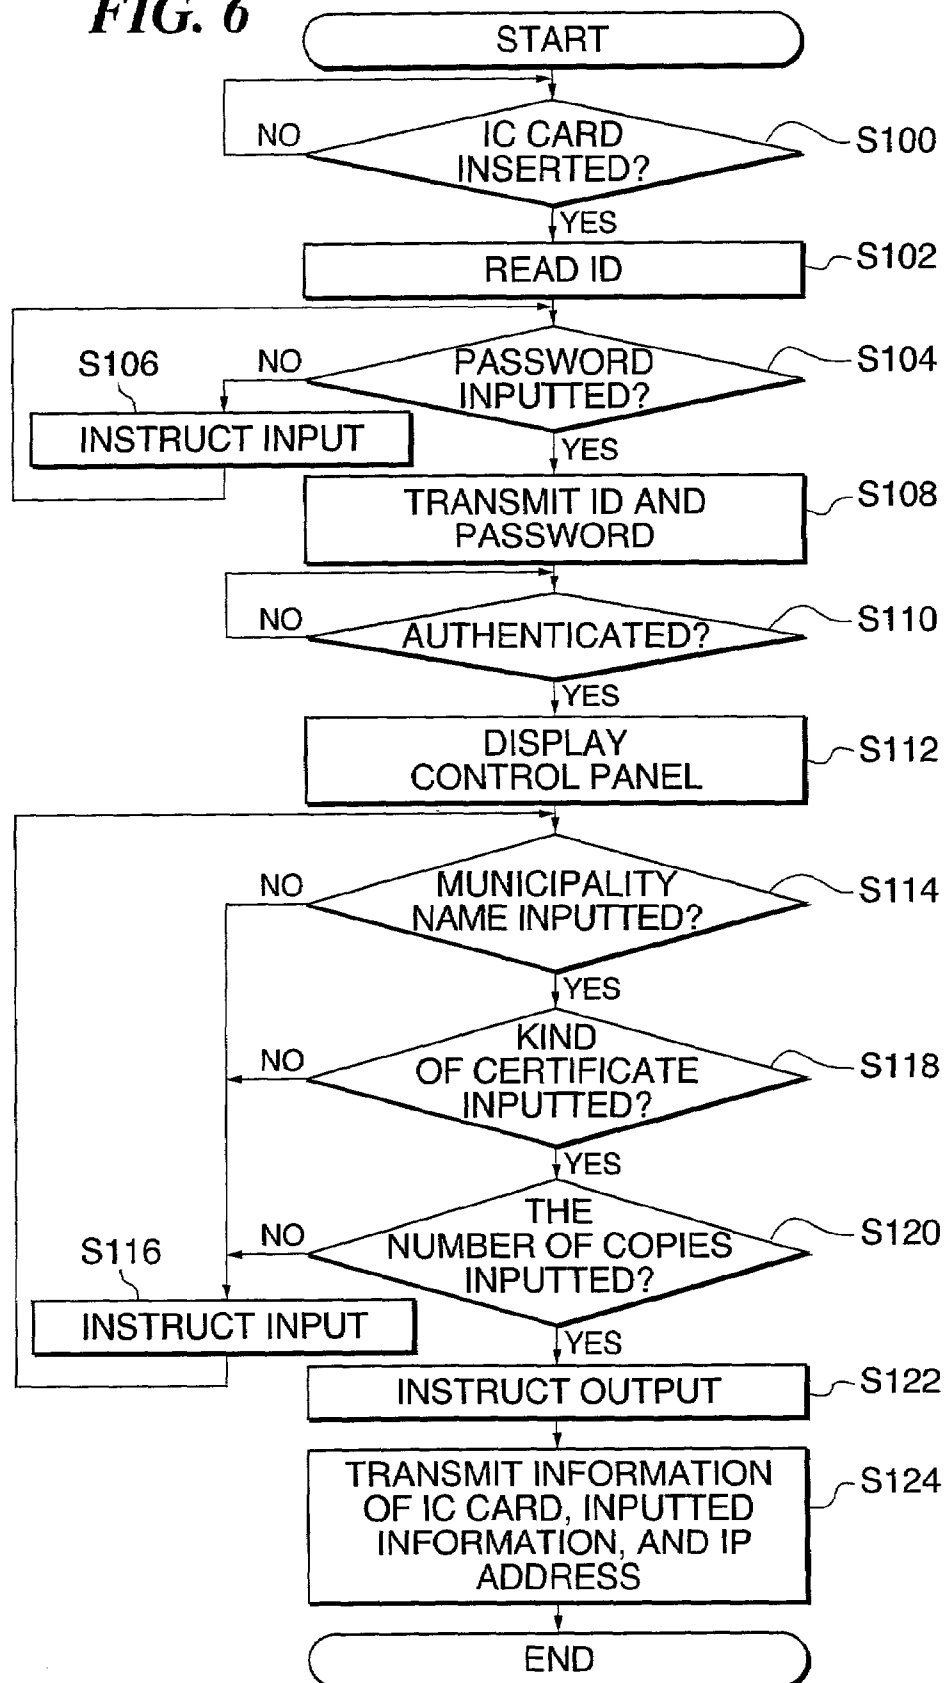 FIG. 6
START
IC CARD
INSERTED?
S100
NO
YES
READ ID
S102
PASSWORD
INPUTTED?
S104
NO
S106
INSTRUCT INPUT
YES
TRANSMIT ID AND
PASSWORD
S108
AUTHENTICATED?
S110
NO
YES
DISPLAY
CONTROL PANEL
S112
MUNICIPALITY
NAME INPUTTED?
S114
NO
YES
KIND
OF CERTIFICATE
INPUTTED?
S118
NO
YES
THE
NUMBER OF COPIES
INPUTTED?
S120
NO
S116
INSTRUCT INPUT
YES
INSTRUCT OUTPUT
S122
TRANSMIT INFORMATION
OF IC CARD, INPUTTED
INFORMATION, AND IP
ADDRESS
S124
END